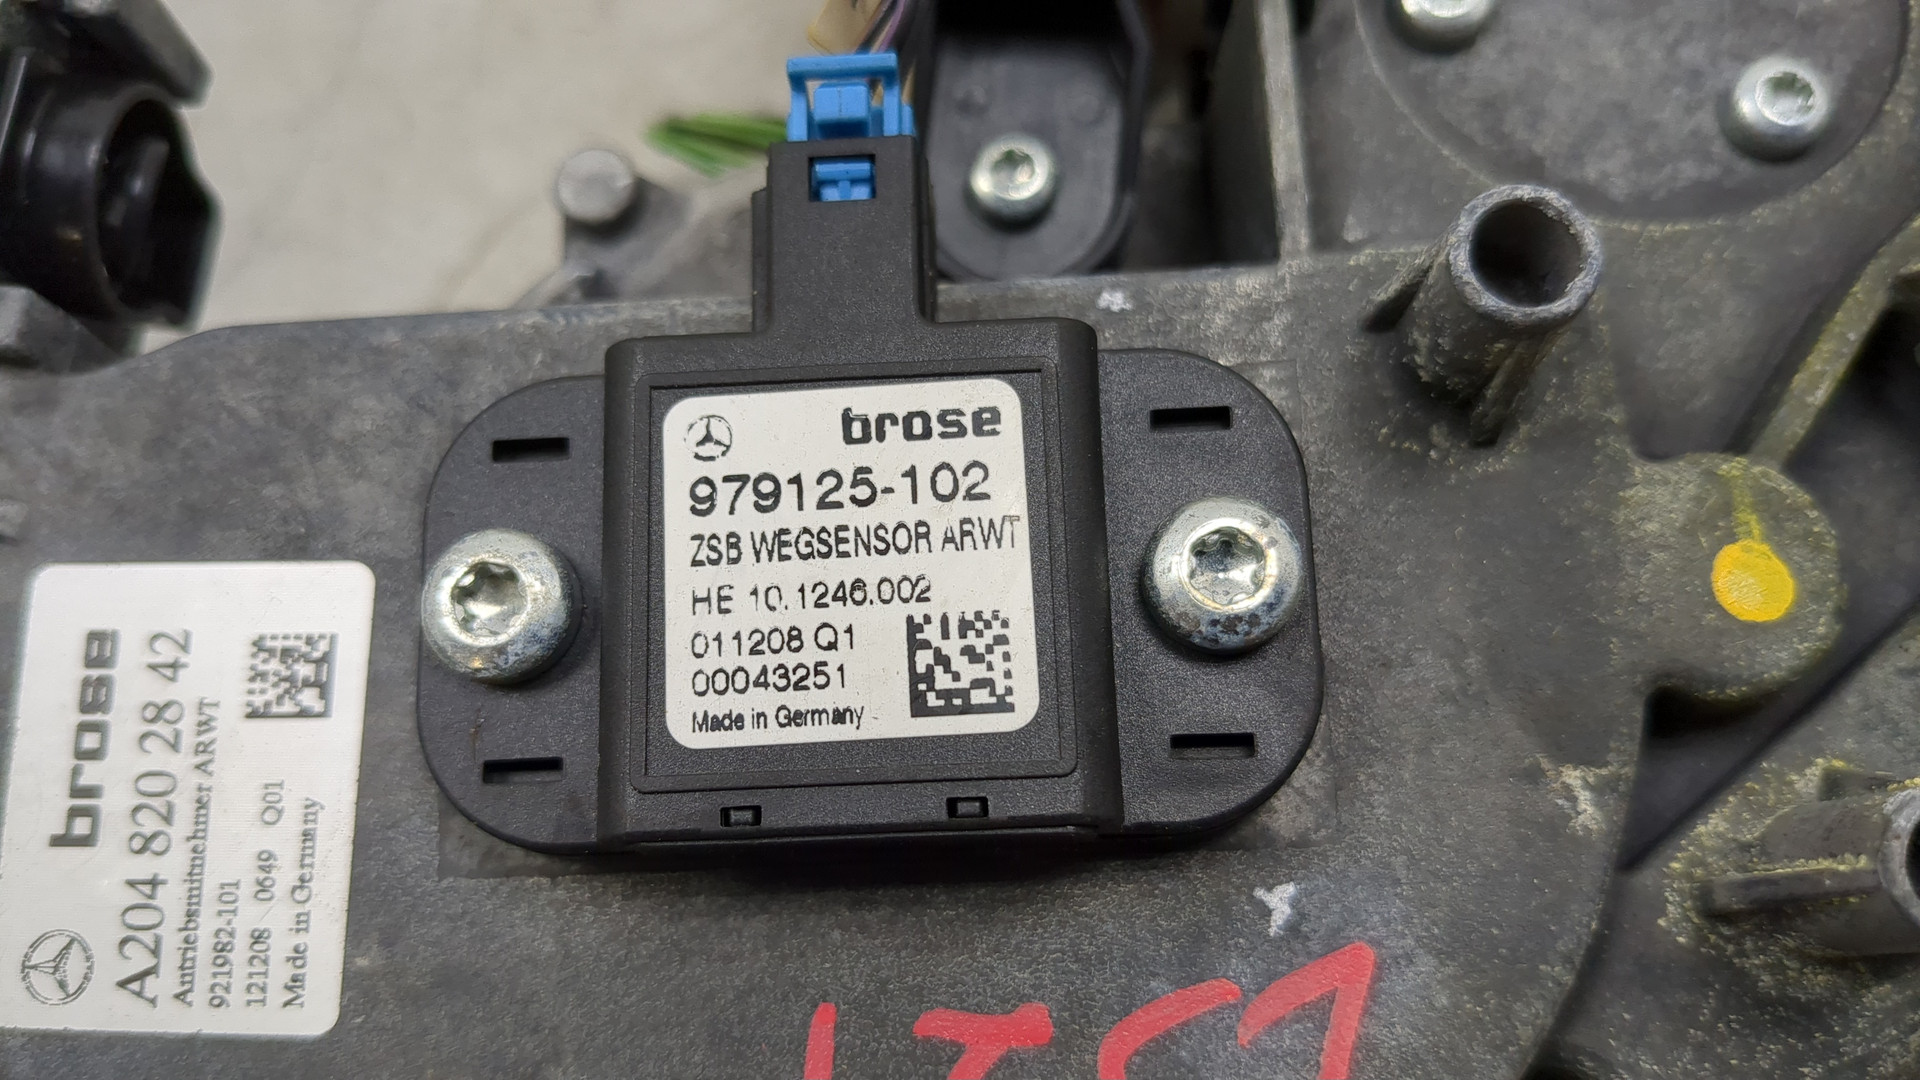 brose
979125-102
ZSB WEGSENSOR ARWT
HE 10.1246.002
011208 Q1
00043251
Made in Germany
brose
A204 820 28 42
Antriebseinnehmer ARWT
921982-101
121208 0649 Q01
Made in Germany